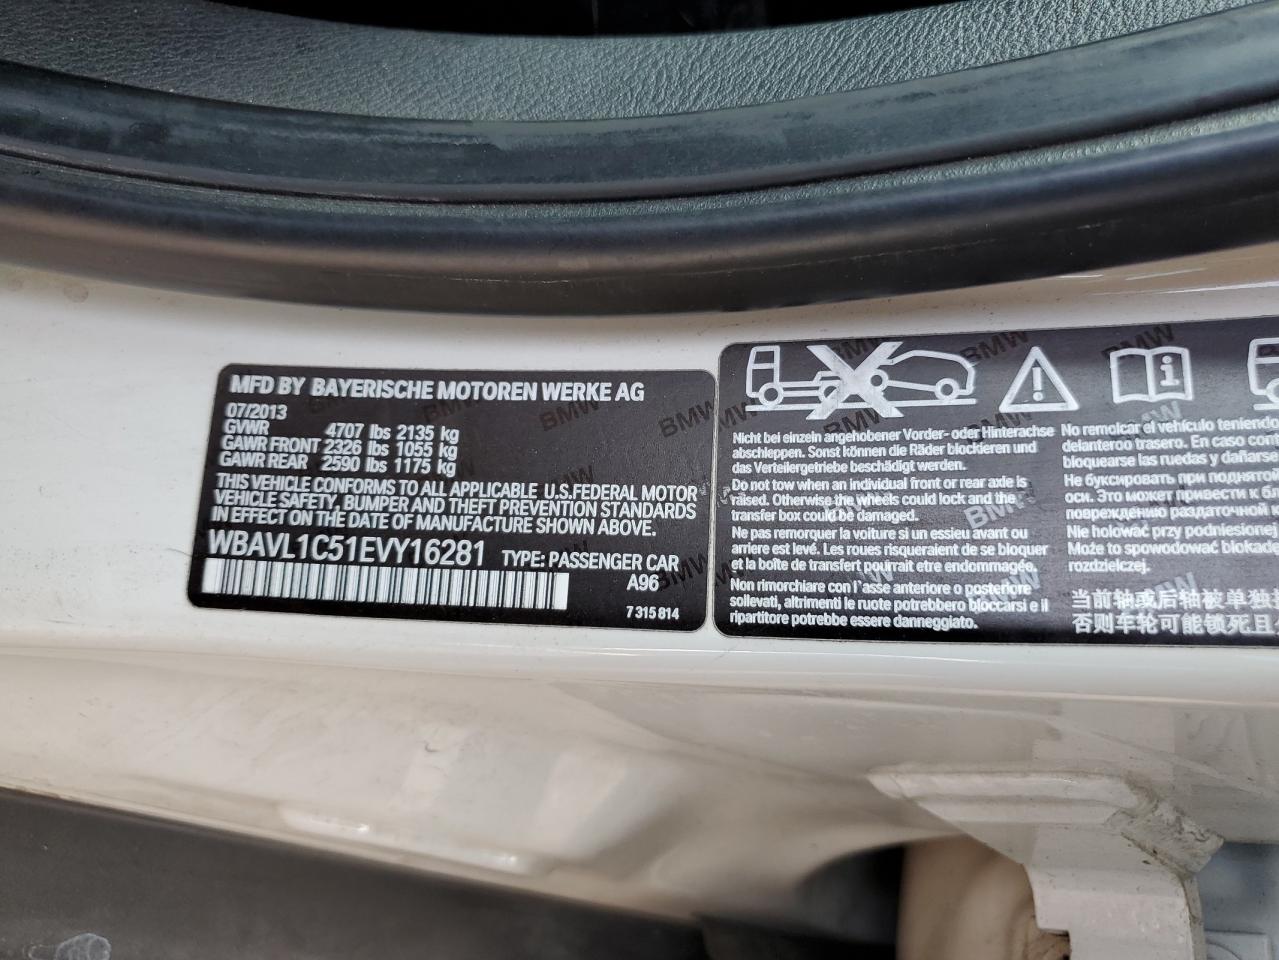 MFD BY BAYERISCHE MOTOREN WERKE AG
07/2013
GVWR 4707 lbs 2135 kg
GAWR FRONT 2326 lbs 1055 kg
GAWR REAR 2590 lbs 1175 kg
THIS VEHICLE CONFORMS TO ALL APPLICABLE U.S.FEDERAL MOTOR
VEHICLE SAFETY, BUMPER AND THEFT PREVENTION STANDARDS
IN EFFECT ON THE DATE OF MANUFACTURE SHOWN ABOVE.
WBAVL1C51EVY16281 TYPE: PASSENGER CAR
A96
7 315 814
Nicht bei einzeln angehobener Vorder- oder Hinterachse
abschleppen. Sonst können die Räder blockieren und
das Verteilergetriebe beschädigt werden.
Do not tow when an individual front or rear axle is
raised. Otherwise the wheels could lock and the
transfer box could be damaged.
Ne pas remorquer la voiture si un essieu avant ou
arriere est levé. Les roues risqueraient de se bloquer
et la boîte de transfert pourrait etre endommagée.
Non rimorchiare con l'asse anteriore o posteriore
sollevati, altrimenti le ruote potrebbero bloccarsi e il
ripartitore potrebbe essere danneggiato.
No remolcar el vehículo teniendo
delanteroo trasero. En caso
bloquearse las ruedas y dañarse
Не буксировать при поднятой
оси. Это может привести к
повреждению раздаточной
Nie holować przy podniesionej
spowodować
rozdzielczej.
当前轴或后轴被单独
否则车轮可能锁死且